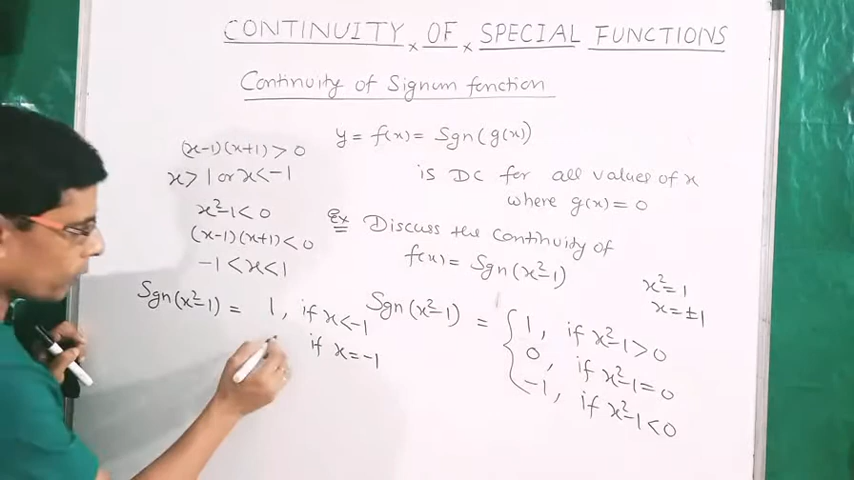 CONTINUITY OF SPECIAL FUNCTIONS
Continuity of Signum fenction
y = f(x) = Sgn(g(x))
is DC for all values of x
where g(x) = 0
(x-1)(x+1) > 0
x > 1 or x < -1
x²-1 < 0
(x-1)(x+1) < 0
-1 < x < 1
Ex Discuss the continuity of
f(x) = Sgn(x²-1)
x² = 1
x = ±1
Sgn(x²-1) = 1, if x < -1
if x = -1
Sgn(x²-1) = { 1, if x²-1 > 0
0, if x²-1 = 0
-1, if x²-1 < 0